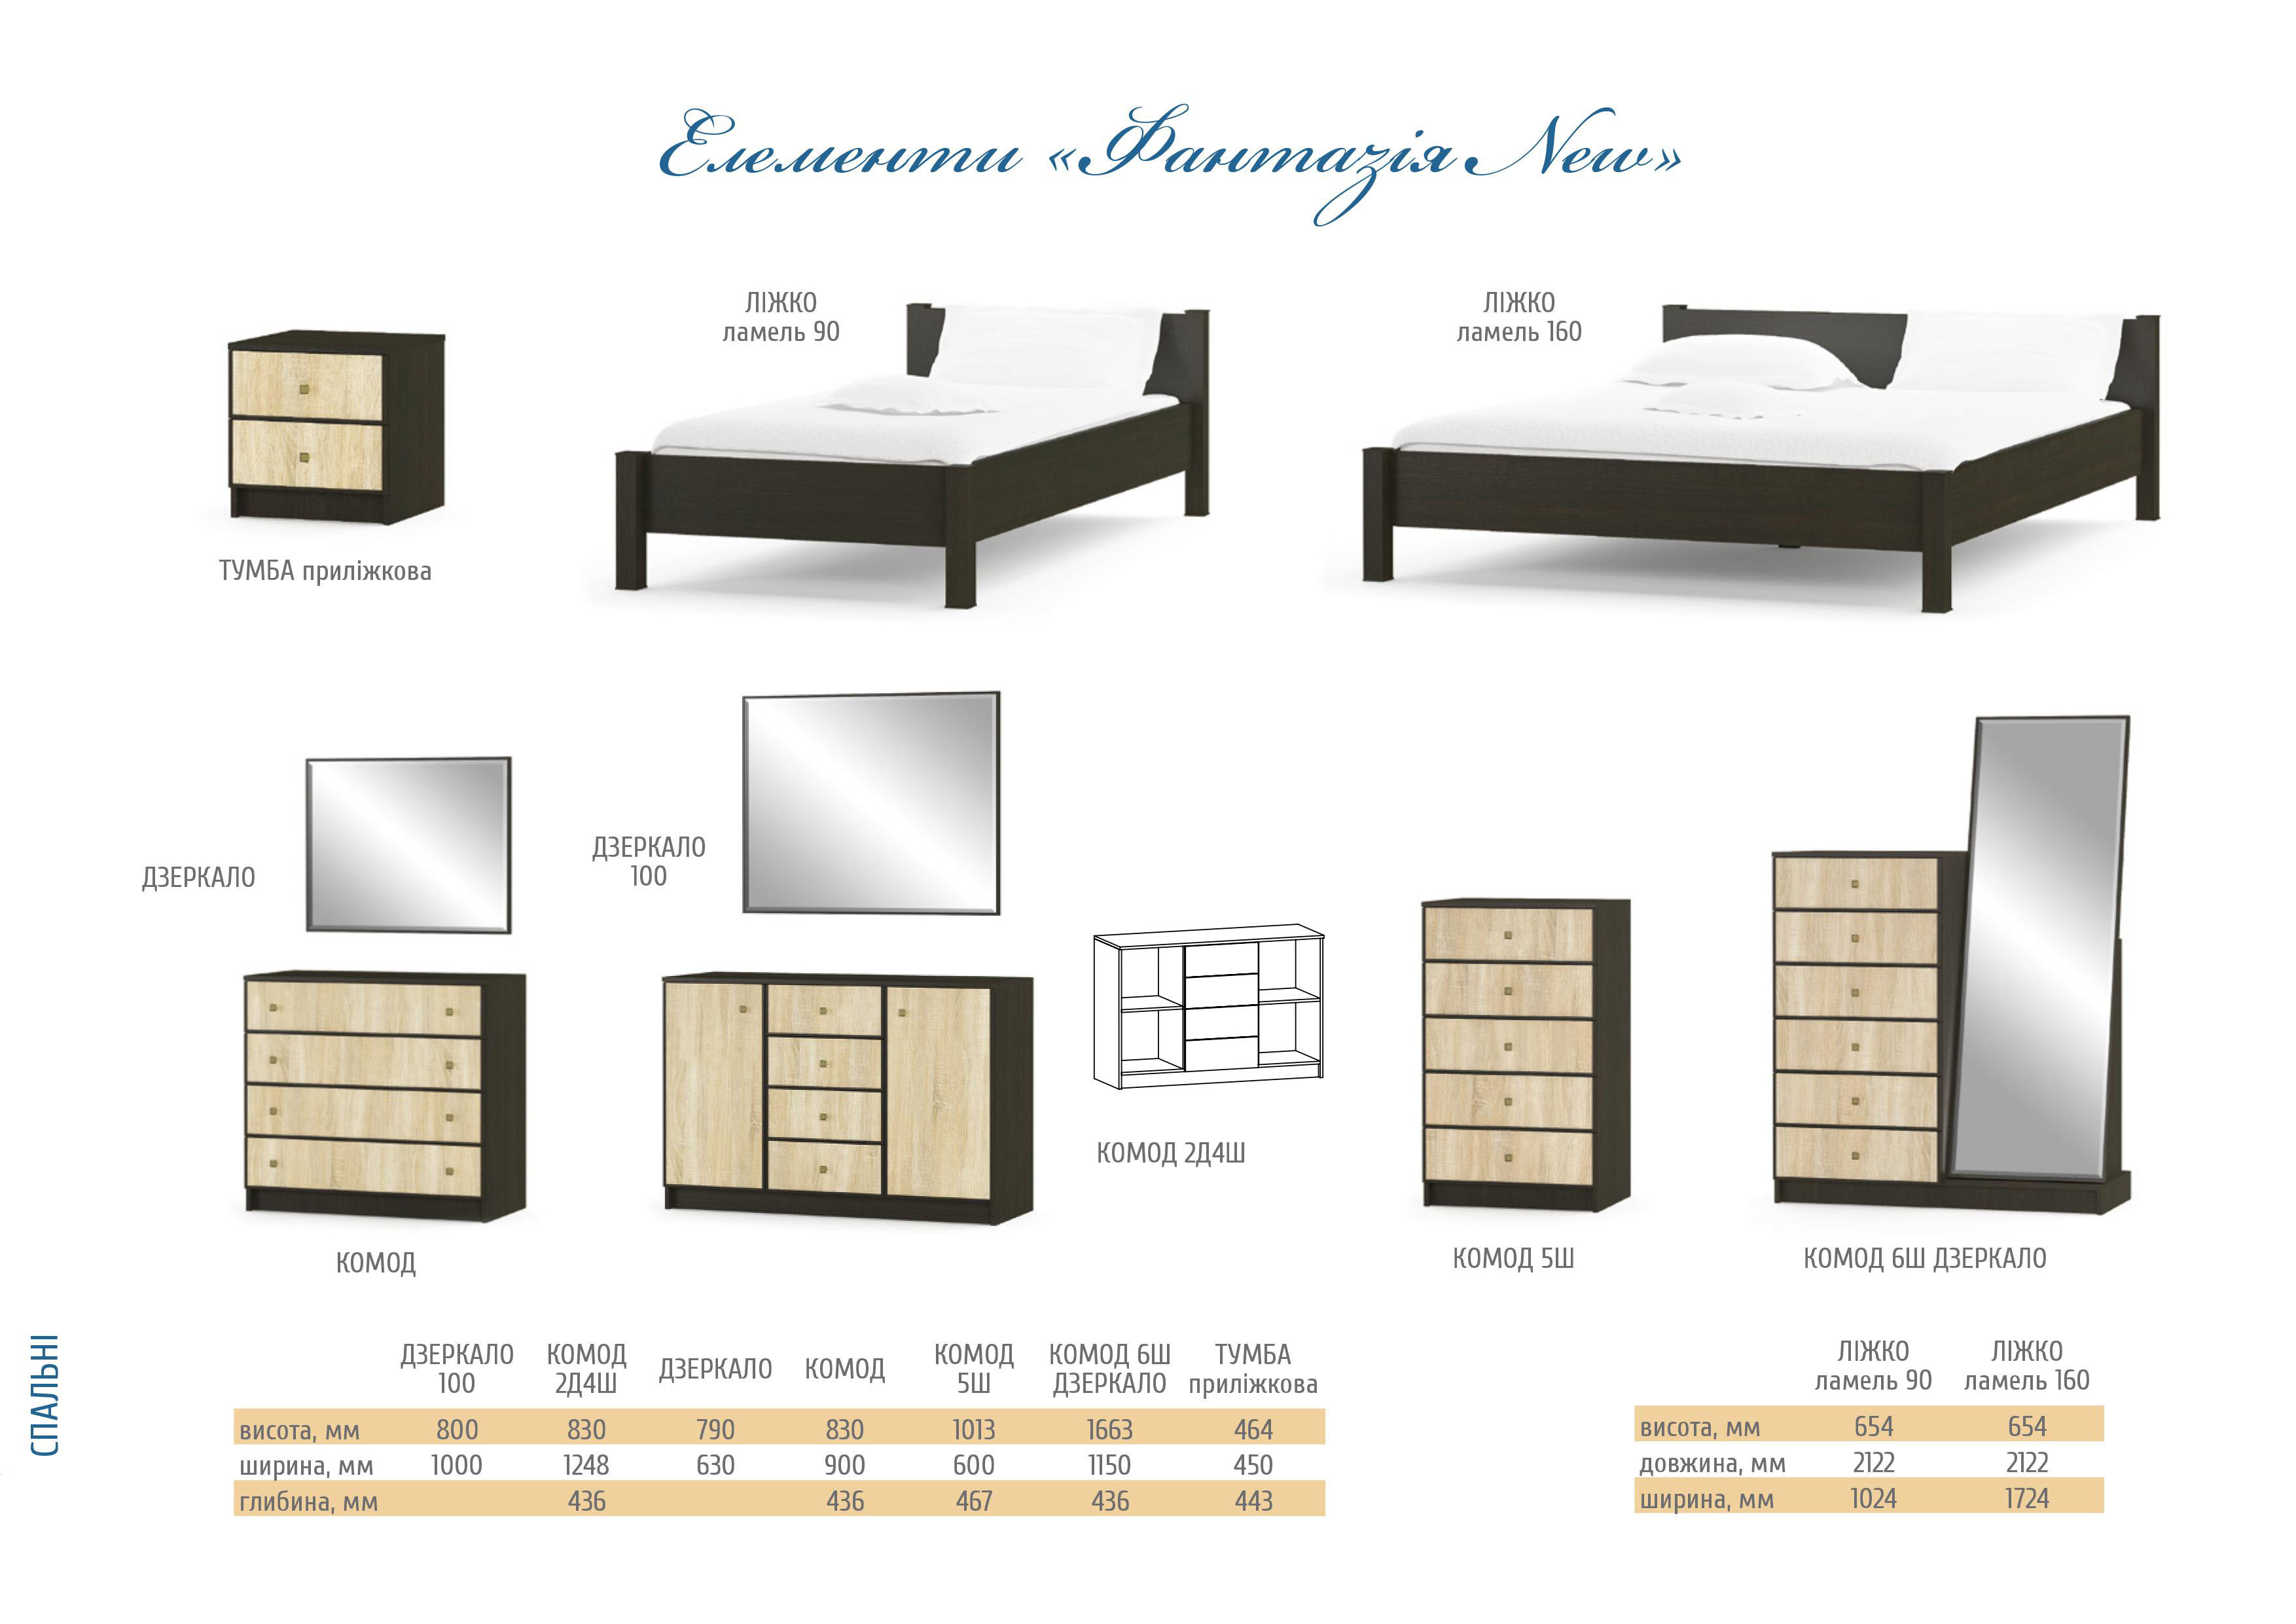 Елементи «Фантазія New»
ЛІЖКО
ламель 90
ЛІЖКО
ламель 160
ТУМБА приліжкова
ДЗЕРКАЛО
ДЗЕРКАЛО
100
КОМОД 2Д4Ш
КОМОД
КОМОД 5Ш
КОМОД 6Ш ДЗЕРКАЛО
СПАЛЬНІ
ДЗЕРКАЛО 100 КОМОД 2Д4Ш ДЗЕРКАЛО КОМОД КОМОД 5Ш КОМОД 6Ш ДЗЕРКАЛО ТУМБА приліжкова
висота, мм 800 830 790 830 1013 1663 464
ширина, мм 1000 1248 630 900 600 1150 450
глибина, мм 436 436 467 436 443
ЛІЖКО ламель 90 ЛІЖКО ламель 160
висота, мм 654 654
довжина, мм 2122 2122
ширина, мм 1024 1724